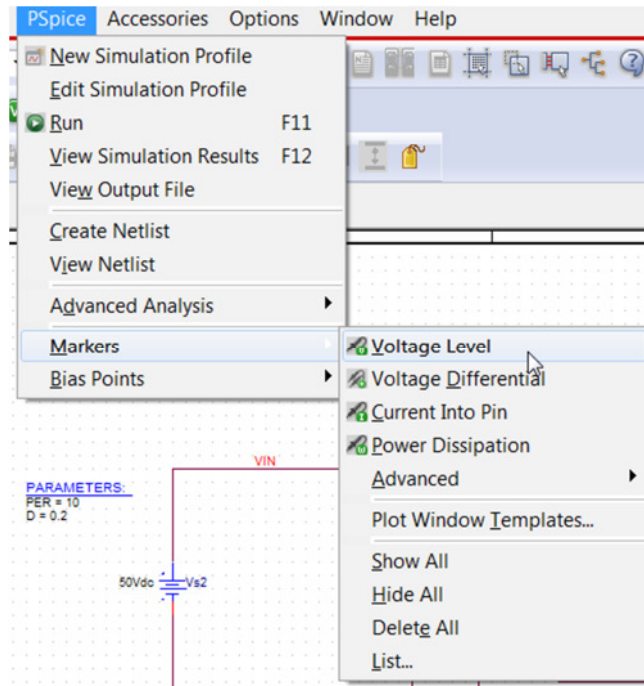 PSpice Accessories Options Window Help
New Simulation Profile
Edit Simulation Profile
Run F11
View Simulation Results F12
View Output File
Create Netlist
View Netlist
Advanced Analysis
Markers
Bias Points
Voltage Level
Voltage Differential
Current Into Pin
Power Dissipation
Advanced
Plot Window Templates...
Show All
Hide All
Delete All
List...
VIN
PARAMETERS:
PER = 10
D = 0.2
50Vdc Vs2